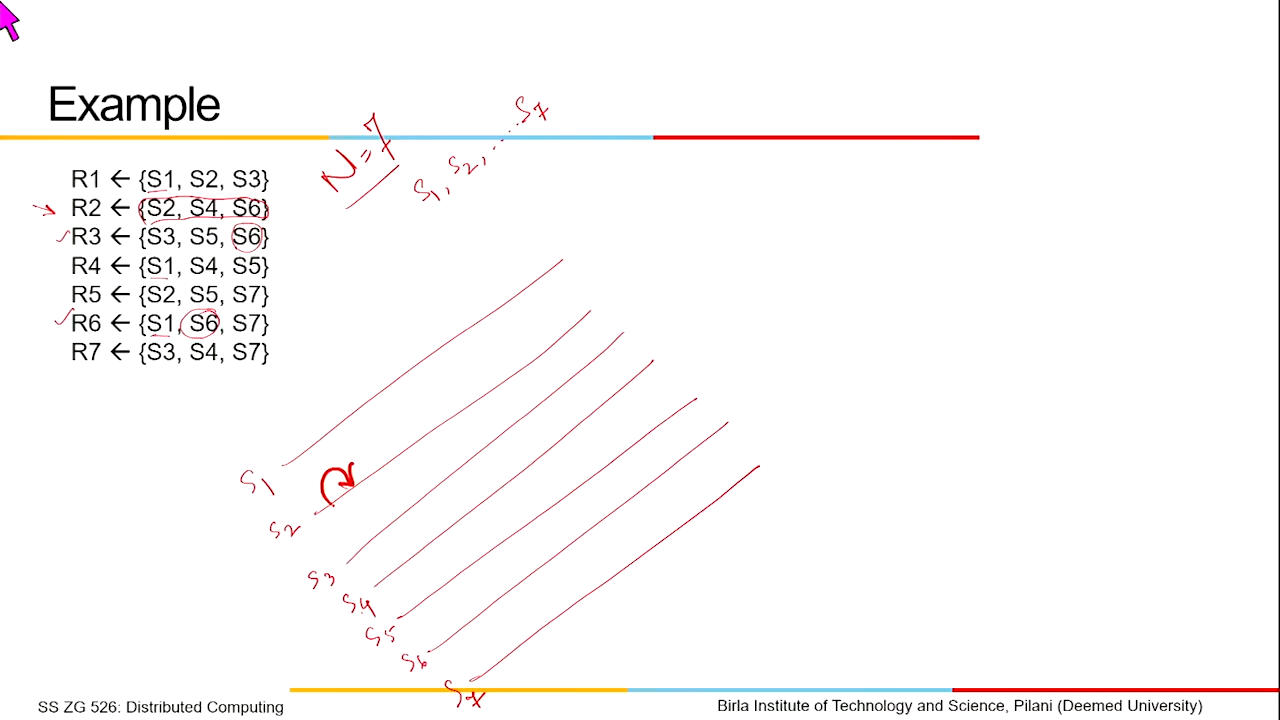 Example
N=7
S1, S2, ..... S7
R1 ← {S1, S2, S3}
R2 ← {S2, S4, S6}
R3 ← {S3, S5, S6}
R4 ← {S1, S4, S5}
R5 ← {S2, S5, S7}
R6 ← {S1, S6, S7}
R7 ← {S3, S4, S7}
S1
S2
S3
S4
S5
S6
S7
SS ZG 526: Distributed Computing
Birla Institute of Technology and Science, Pilani (Deemed University)